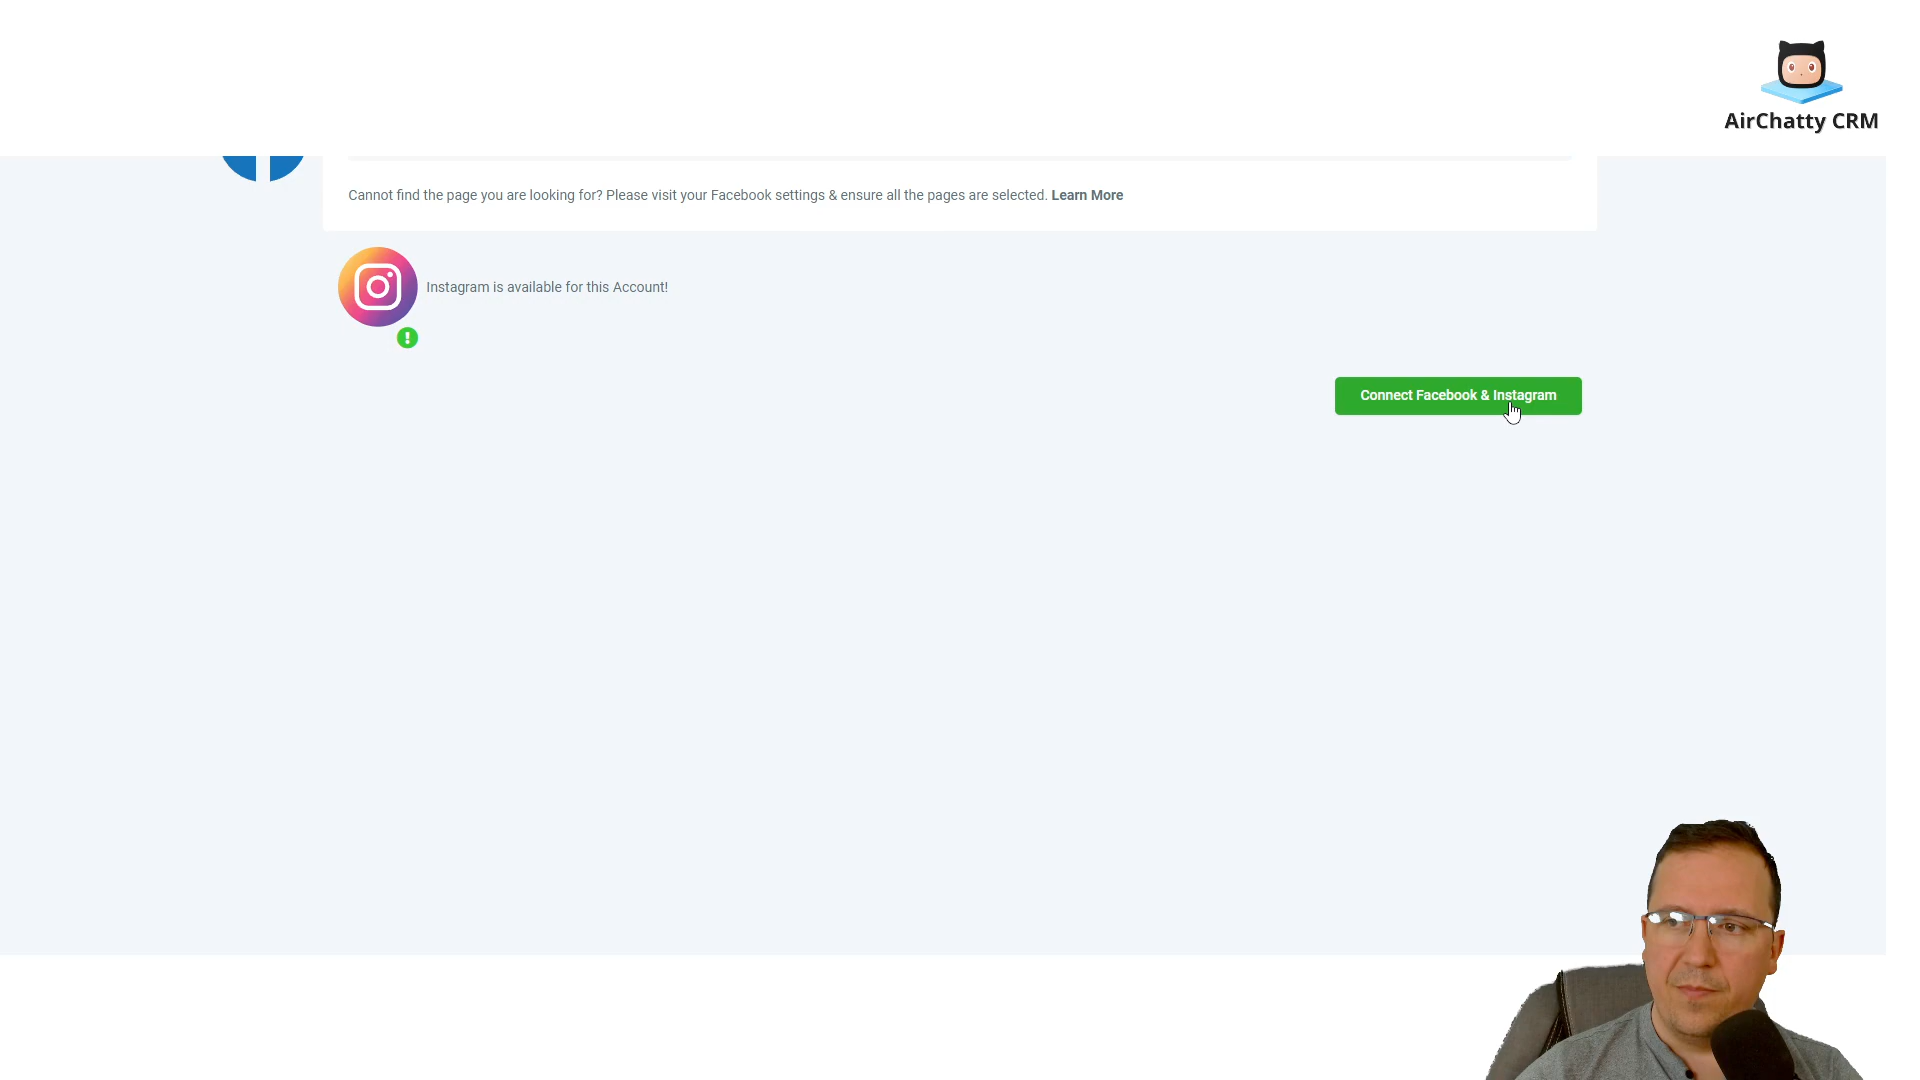 AirChatty CRM
Cannot find the page you are looking for? Please visit your Facebook settings & ensure all the pages are selected. Learn More
Instagram is available for this Account!
Connect Facebook & Instagram